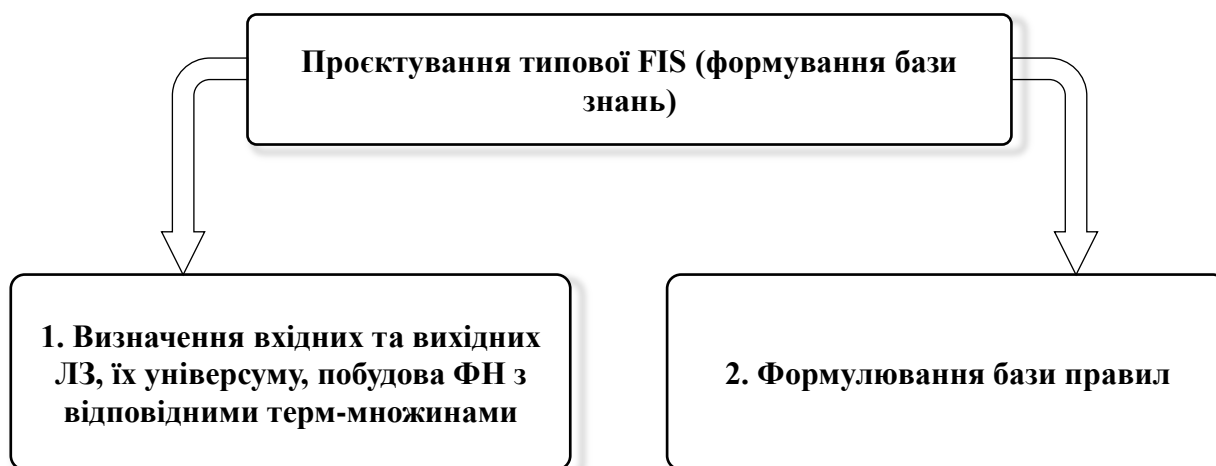 Проєктування типової FIS (формування бази
знань)
1. Визначення вхідних та вихідних
ЛЗ, їх універсуму, побудова ФН з
відповідними терм-множинами
2. Формулювання бази правил